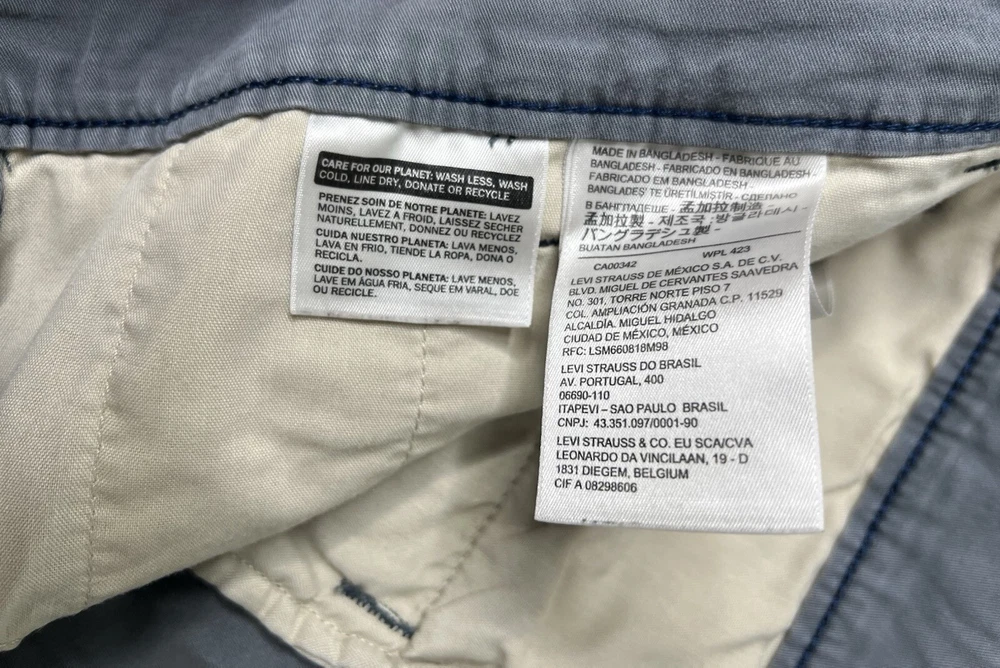 CARE FOR OUR PLANET: WASH LESS, WASH
COLD, LINE DRY, DONATE OR RECYCLE
PRENEZ SOIN DE NOTRE PLANETE: LAVEZ
MOINS, LAVEZ A FROID, LAISSEZ SECHER
NATURELLEMENT, DONNEZ OU RECYCLEZ
CUIDA NUESTRO PLANETA: LAVA MENOS,
LAVA EN FRIO, TIENDE LA ROPA, DONA O
RECICLA.
CUIDE DO NOSSO PLANETA: LAVE MENOS,
LAVE EM ÁGUA FRIA, SEQUE EM VARAL, DOE
OU RECICLE.
MADE IN BANGLADESH - FABRIQUE AU
BANGLADESH - FABRICADO EN BANGLADESH -
FABRICADO EM BANGLADESH -
BANGLADEŞ'TE ÜRETİLMİŞTİR - СДЕЛАНО
В БАНГЛАДЕШЕ - 孟加拉制造 -
孟加拉製 - 제조국 :방글라데시 -
バングラデシュ製 -
BUATAN BANGLADESH
WPL 423
CA00342
LEVI STRAUSS DE MÉXICO S.A. DE C.V.
BLVD. MIGUEL DE CERVANTES SAAVEDRA
NO. 301, TORRE NORTE PISO 7
COL. AMPLIACIÓN GRANADA C.P. 11529
ALCALDÍA. MIGUEL HIDALGO
CIUDAD DE MÉXICO, MÉXICO
RFC: LSM660818M98
LEVI STRAUSS DO BRASIL
AV. PORTUGAL, 400
06690-110
ITAPEVI – SAO PAULO BRASIL
CNPJ: 43.351.097/0001-90
LEVI STRAUSS & CO. EU SCA/CVA
LEONARDO DA VINCILAAN, 19 - D
1831 DIEGEM, BELGIUM
CIF A 08298606